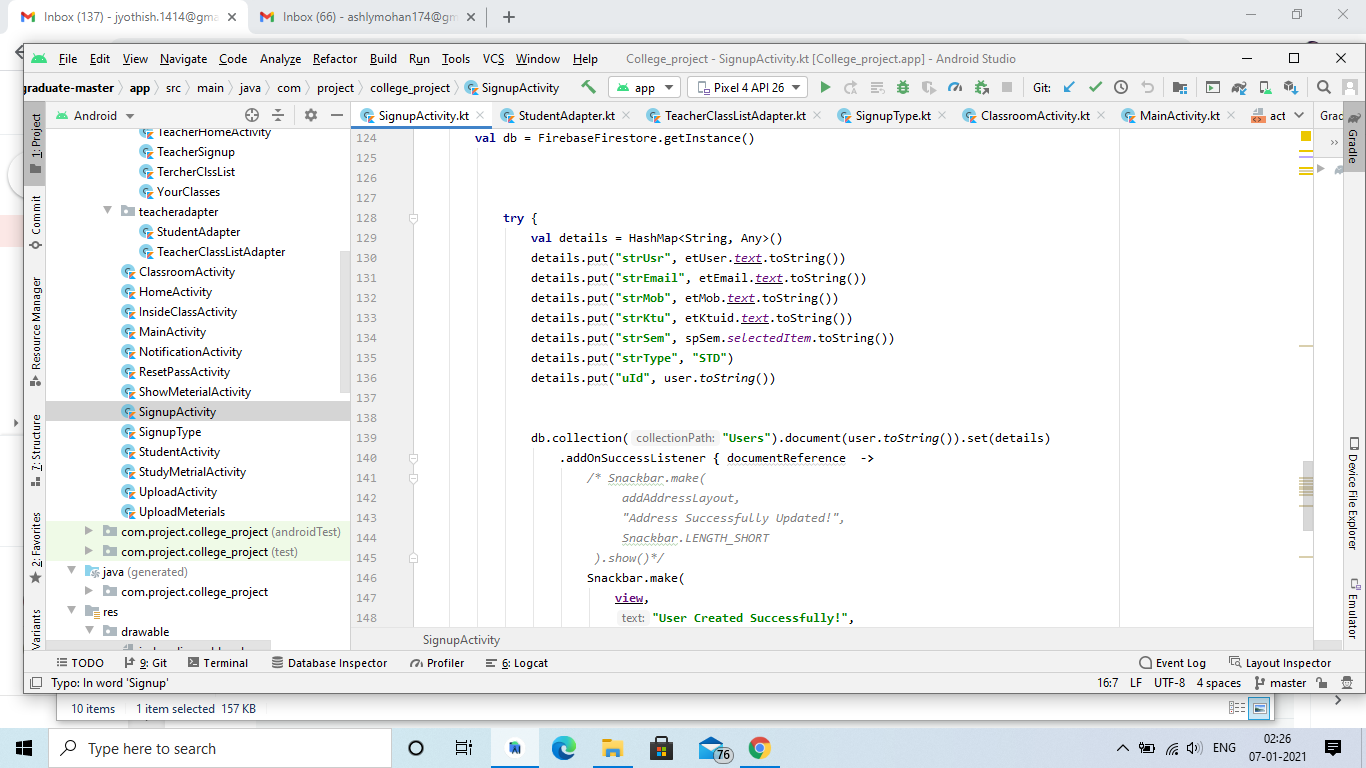 Inbox (137) - jyothish.1414@gma
Inbox (66) - ashlymohan174@gm
File Edit View Navigate Code Analyze Refactor Build Run Tools VCS Window Help College_project - SignupActivity.kt [College_project.app] - Android Studio
graduate-master app src main java com project college_project SignupActivity app Pixel 4 API 26 Git:
Android
SignupActivity.kt StudentAdapter.kt TeacherClassListAdapter.kt SignupType.kt ClassroomActivity.kt MainActivity.kt act Grad
1: Project
Commit
Resource Manager
7: Structure
2: Favorites
Variants
TeacherHomeActivity
TeacherSignup
TercherClssList
YourClasses
teacheradapter
StudentAdapter
TeacherClassListAdapter
ClassroomActivity
HomeActivity
InsideClassActivity
MainActivity
NotificationActivity
ResetPassActivity
ShowMeterialActivity
SignupActivity
SignupType
StudentActivity
StudyMetrialActivity
UploadActivity
UploadMeterials
com.project.college_project (androidTest)
com.project.college_project (test)
java (generated)
com.project.college_project
res
drawable
124 val db = FirebaseFirestore.getInstance()
125
126
127
128 try {
129 val details = HashMap<String, Any>()
130 details.put("strUsr", etUser.text.toString())
131 details.put("strEmail", etEmail.text.toString())
132 details.put("strMob", etMob.text.toString())
133 details.put("strKtu", etKtuid.text.toString())
134 details.put("strSem", spSem.selectedItem.toString())
135 details.put("strType", "STD")
136 details.put("uId", user.toString())
137
138
139 db.collection( collectionPath: "Users").document(user.toString()).set(details)
140 .addOnSuccessListener { documentReference ->
141 /* Snackbar.make(
142 addAddressLayout,
143 "Address Successfully Updated!",
144 Snackbar.LENGTH_SHORT
145 ).show()*/
146 Snackbar.make(
147 view,
148 text: "User Created Successfully!",
SignupActivity
Gradle
Device File Explorer
Emulator
TODO 9: Git Terminal Database Inspector Profiler 6: Logcat Event Log Layout Inspector
Typo: In word 'Signup' 16:7 LF UTF-8 4 spaces master
10 items 1 item selected 157 KB
Type here to search
76
ENG
02:26
07-01-2021